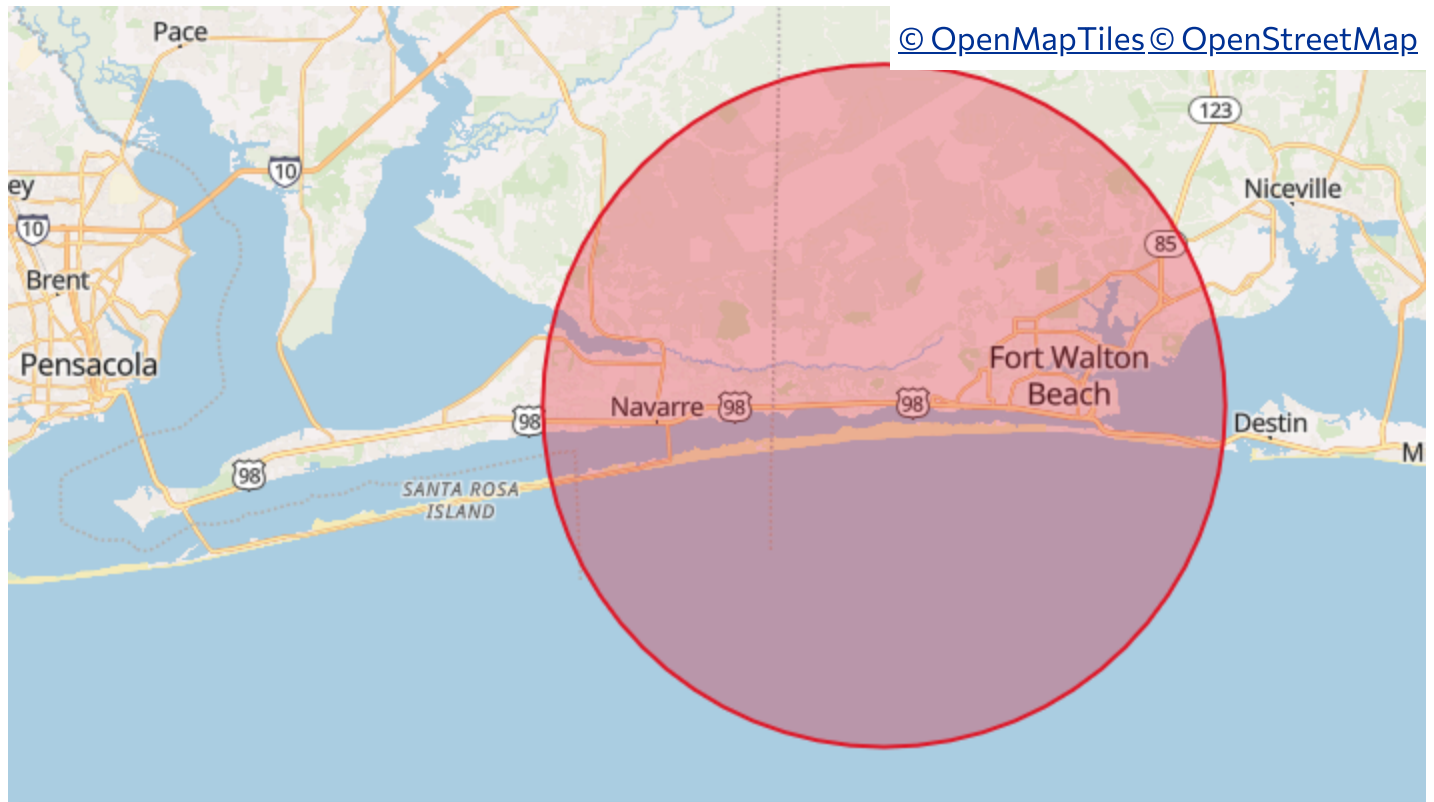 Pace
© OpenMapTiles © OpenStreetMap
123
10
ey
Niceville
10
85
Brent
Fort Walton
Beach
Pensacola
Navarre
98
98
98
Destin
M
98
SANTA ROSA
ISLAND